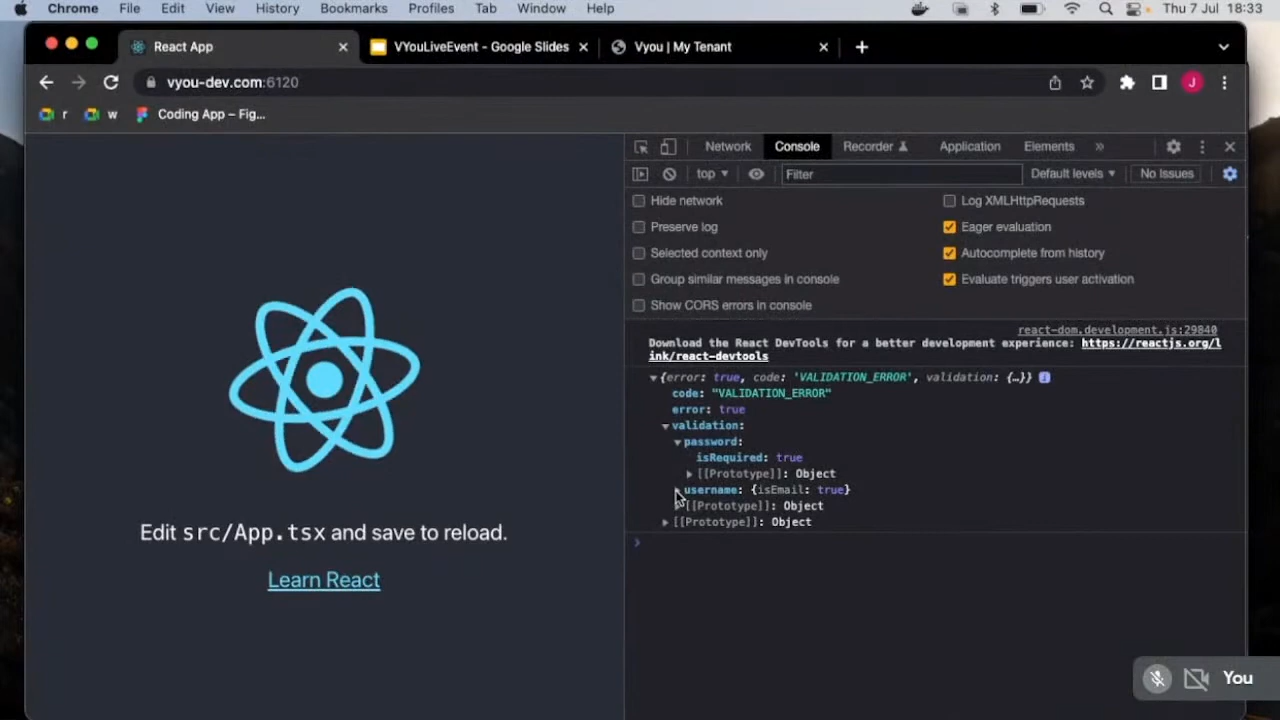 Chrome File Edit View History Bookmarks Profiles Tab Window Help Thu 7 Jul 18:33
React App VYouLiveEvent - Google Slides Vyou | My Tenant
vyou-dev.com:6120 J
r w Coding App – Fig...
Network Console Recorder Application Elements »
top Filter Default levels No Issues
Hide network Log XMLHttpRequests
Preserve log Eager evaluation
Selected context only Autocomplete from history
Group similar messages in console Evaluate triggers user activation
Show CORS errors in console
react-dom.development.js:29840
Download the React DevTools for a better development experience: https://reactjs.org/l
ink/react-devtools
{error: true, code: 'VALIDATION_ERROR', validation: {…}}
code: "VALIDATION_ERROR"
error: true
validation:
password:
isRequired: true
[[Prototype]]: Object
username: {isEmail: true}
[[Prototype]]: Object
[[Prototype]]: Object
Edit src/App.tsx and save to reload.
Learn React
You